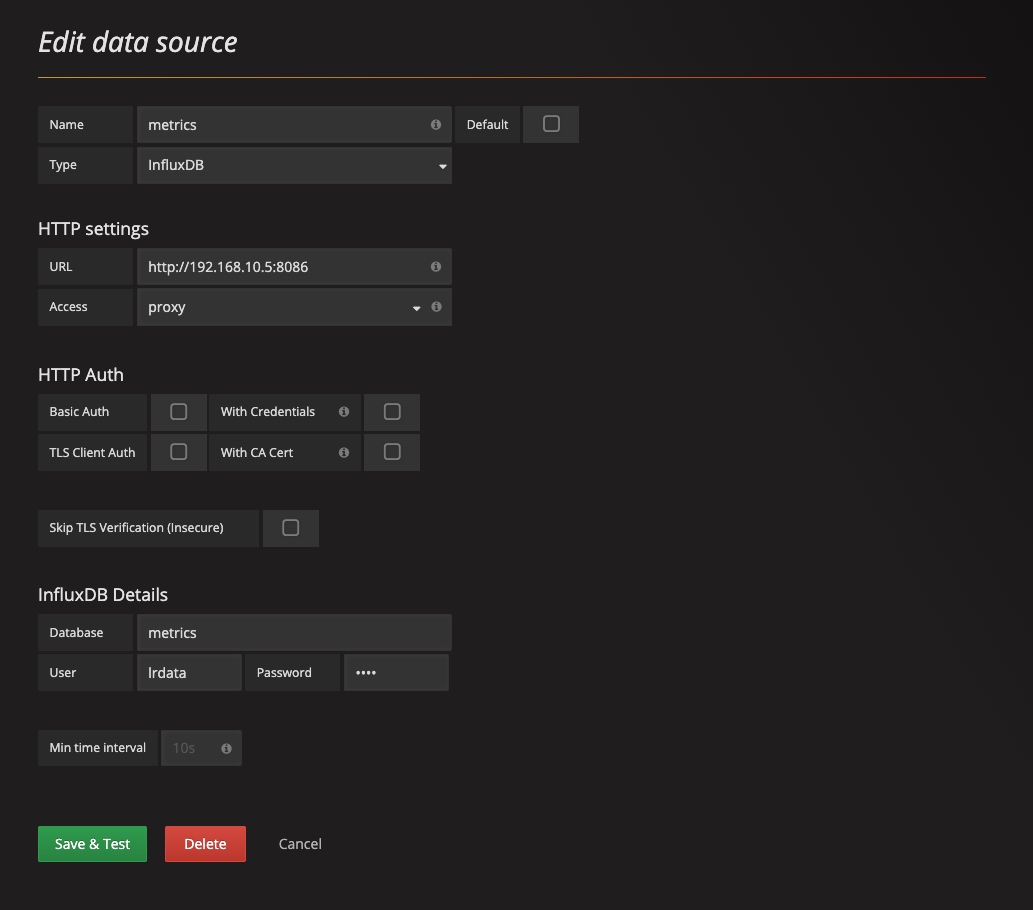 Edit data source
Name metrics Default
Type InfluxDB
HTTP settings
URL http://192.168.10.5:8086
Access proxy
HTTP Auth
Basic Auth With Credentials
TLS Client Auth With CA Cert
Skip TLS Verification (Insecure)
InfluxDB Details
Database metrics
User lrdata Password ••••
Min time interval 10s
Save & Test Delete Cancel